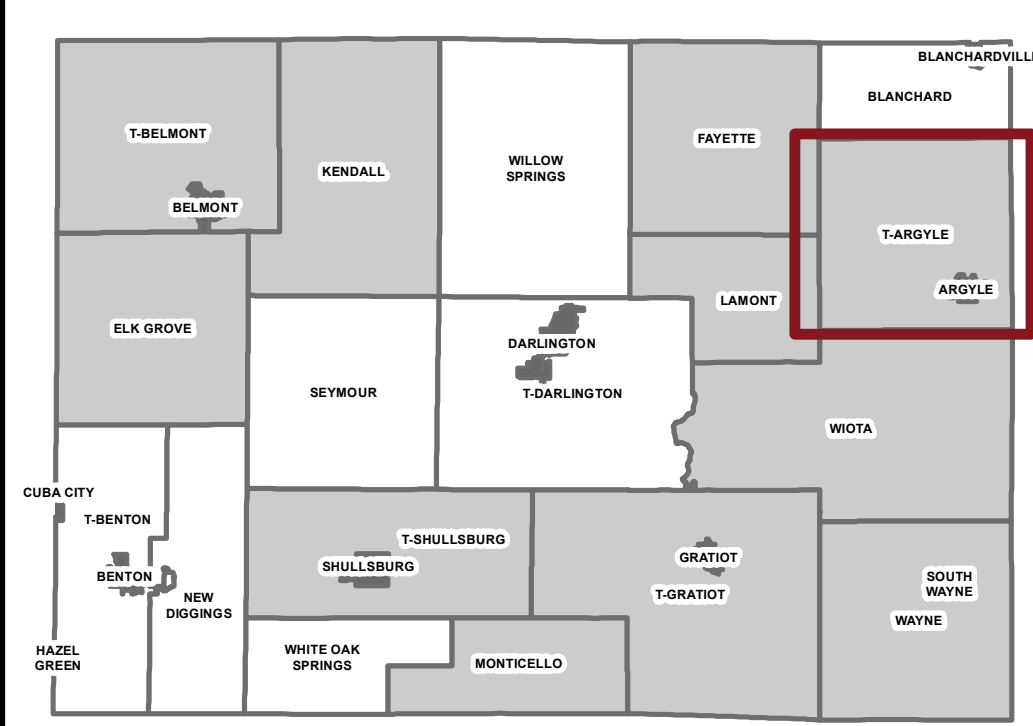 BLANCHARDVILLE
BLANCHARD
T-BELMONT
FAYETTE
KENDALL
WILLOW
SPRINGS
BELMONT
T-ARGYLE
ARGYLE
LAMONT
ELK GROVE
DARLINGTON
SEYMOUR
T-DARLINGTON
WIOTA
CUBA CITY
T-BENTON
T-SHULLSBURG
GRATIOT
SHULLSBURG
BENTON
SOUTH
WAYNE
NEW
DIGGINGS
T-GRATIOT
WAYNE
HAZEL
GREEN
WHITE OAK
SPRINGS
MONTICELLO